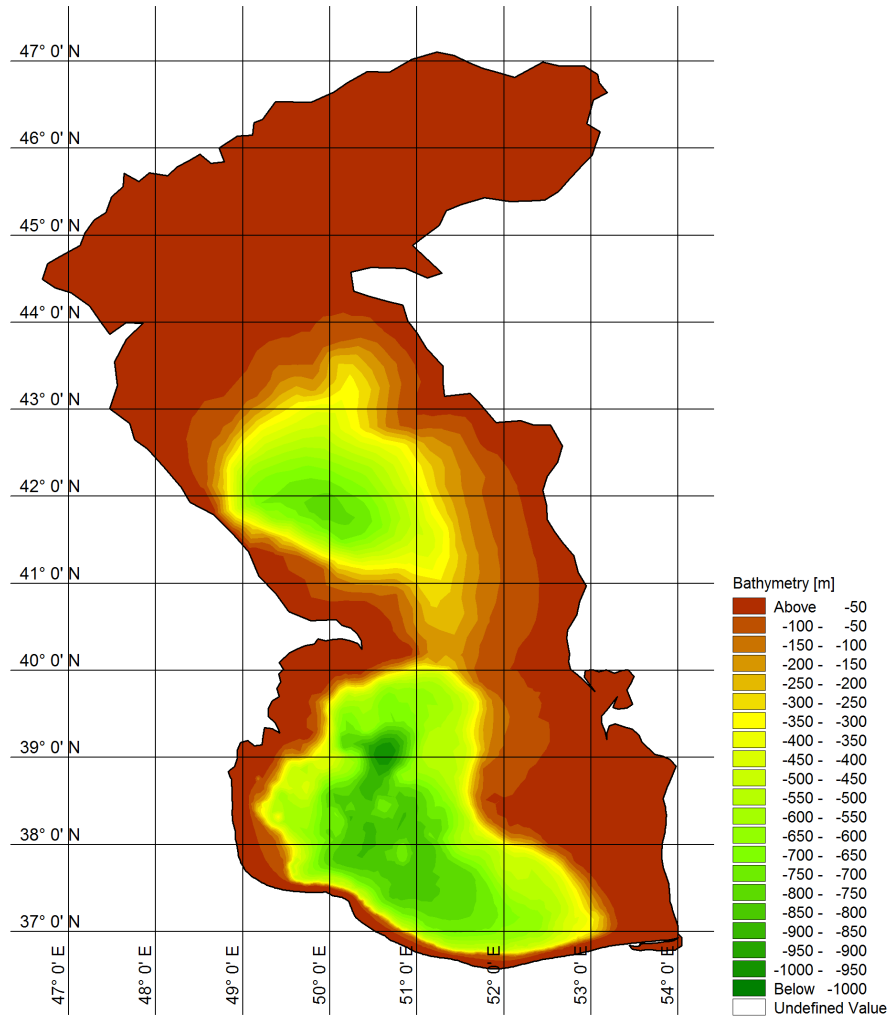 47° 0' N
46° 0' N
45° 0' N
44° 0' N
43° 0' N
42° 0' N
41° 0' N
40° 0' N
39° 0' N
38° 0' N
37° 0' N
47° 0' E
48° 0' E
49° 0' E
50° 0' E
51° 0' E
52° 0' E
53° 0' E
54° 0' E
Bathymetry [m]
Above -50
-100 - -50
-150 - -100
-200 - -150
-250 - -200
-300 - -250
-350 - -300
-400 - -350
-450 - -400
-500 - -450
-550 - -500
-600 - -550
-650 - -600
-700 - -650
-750 - -700
-800 - -750
-850 - -800
-900 - -850
-950 - -900
-1000 - -950
Below -1000
Undefined Value